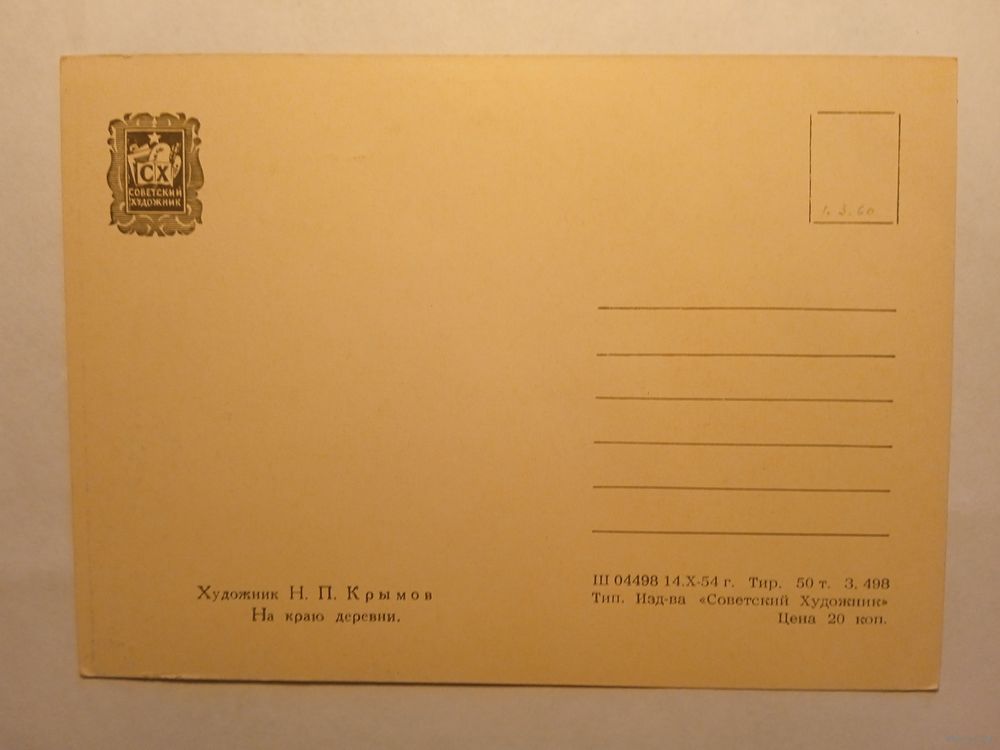 СХ
СОВЕТСКИЙ
ХУДОЖНИК
1.3.60
Художник Н. П. Крымов
На краю деревни.
Ш 04498 14.X-54 г. Тир. 50 т. З. 498
Тип. Изд-ва «Советский Художник»
Цена 20 коп.